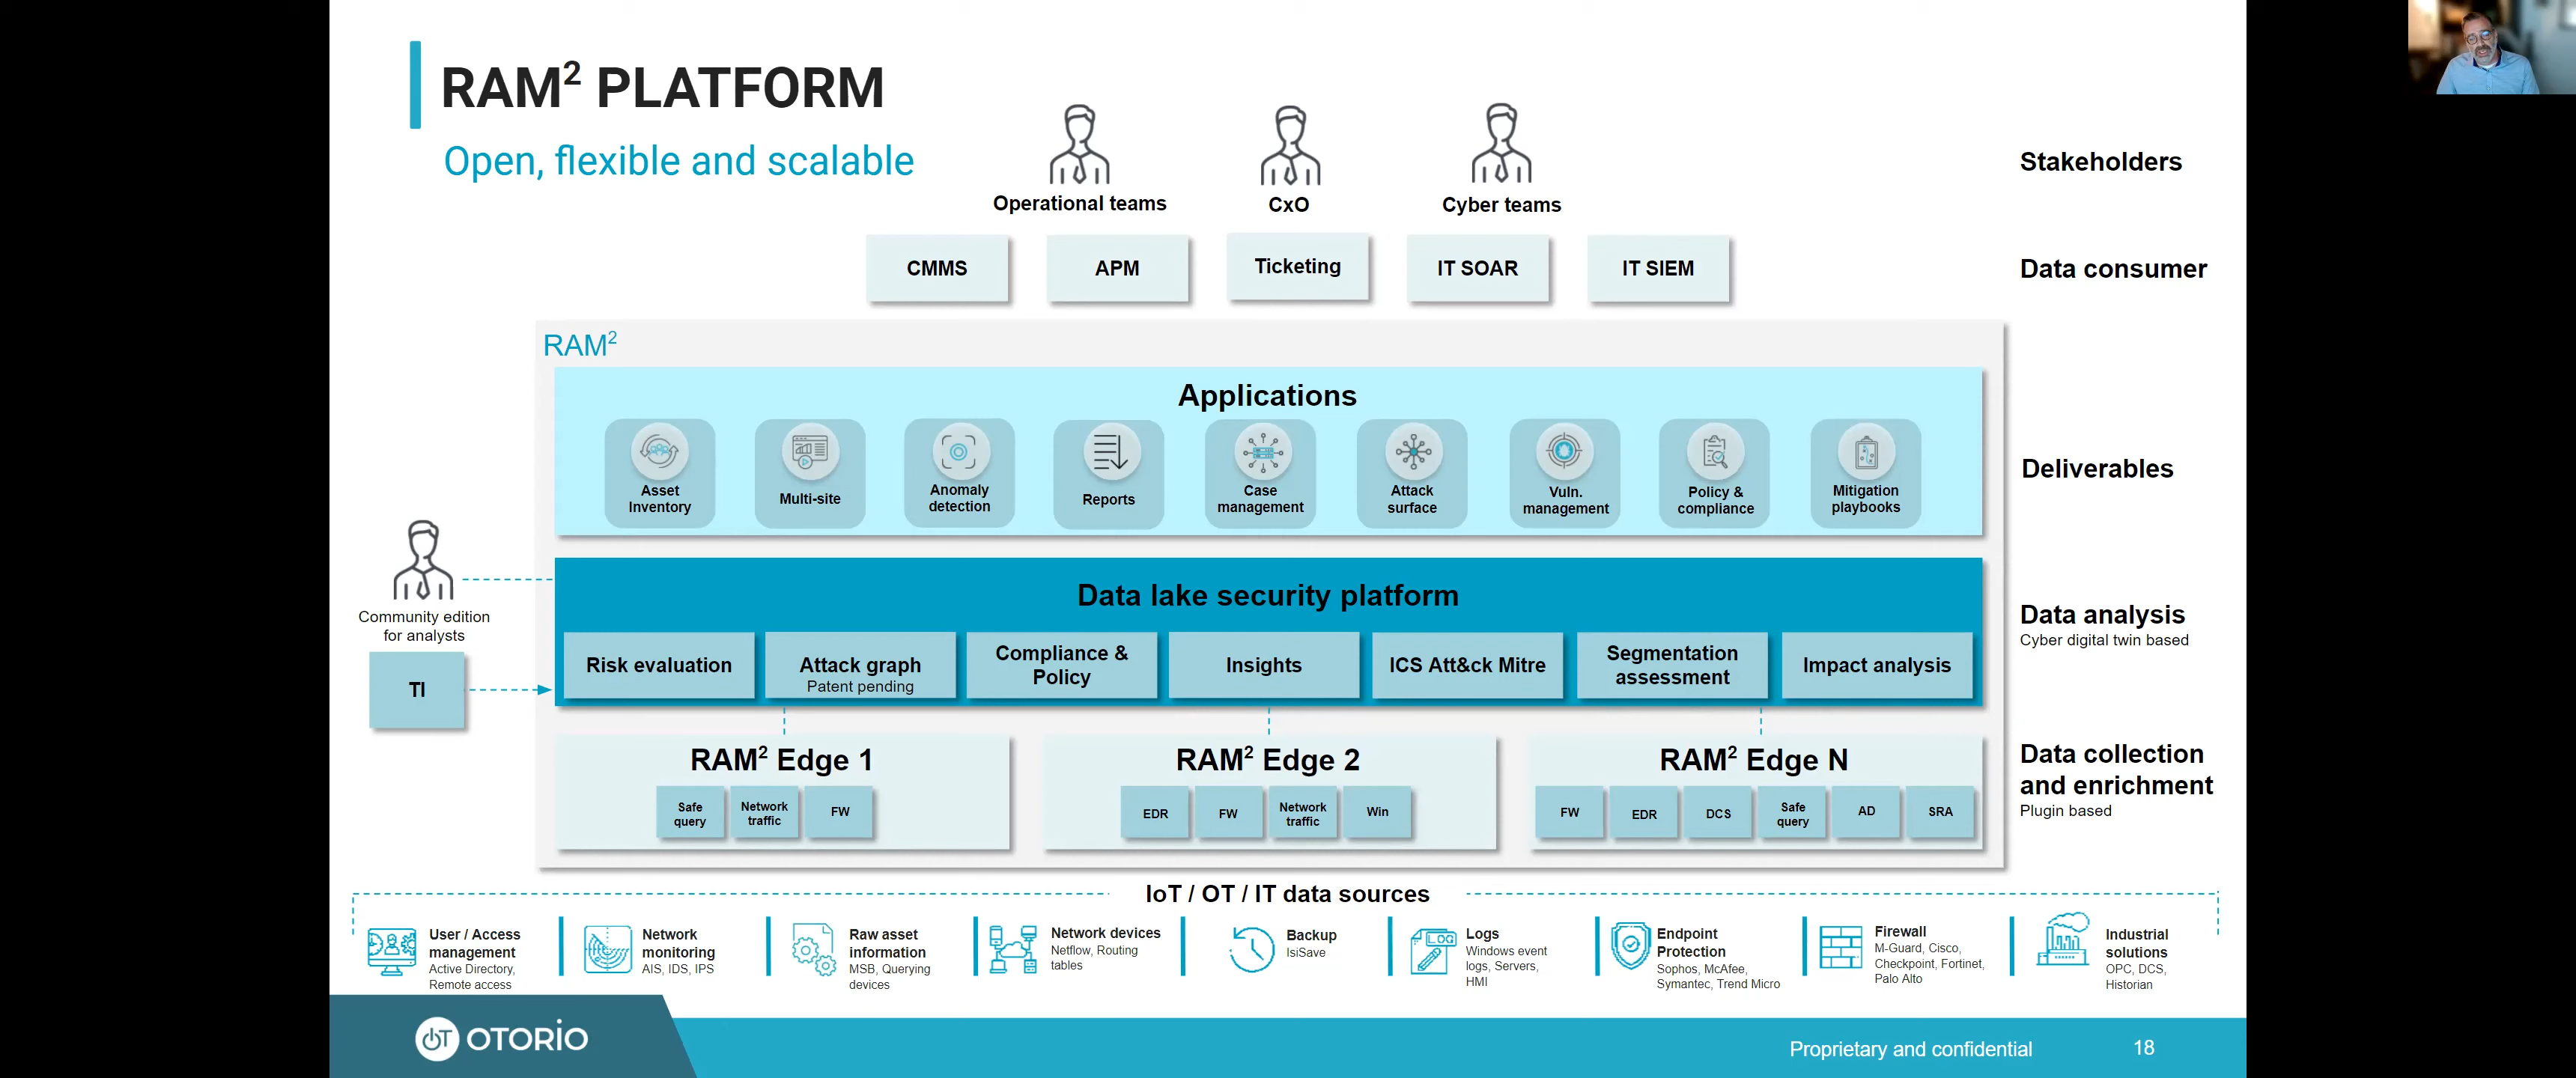 RAM² PLATFORM
Open, flexible and scalable
Operational teams
CxO
Cyber teams
Stakeholders
CMMS
APM
Ticketing
IT SOAR
IT SIEM
Data consumer
RAM²
Applications
Asset
Inventory
Multi-site
Anomaly
detection
Reports
Case
management
Attack
surface
Vuln.
management
Policy &
compliance
Mitigation
playbooks
Deliverables
Community edition
for analysts
TI
Data lake security platform
Risk evaluation
Attack graph
Patent pending
Compliance &
Policy
Insights
ICS Att&ck Mitre
Segmentation
assessment
Impact analysis
Data analysis
Cyber digital twin based
RAM² Edge 1
Safe
query
Network
traffic
FW
RAM² Edge 2
EDR
FW
Network
traffic
Win
RAM² Edge N
FW
EDR
DCS
Safe
query
AD
SRA
Data collection
and enrichment
Plugin based
IoT / OT / IT data sources
User / Access
management
Active Directory,
Remote access
Network
monitoring
AIS, IDS, IPS
Raw asset
information
MSB, Querying
devices
Network devices
Netflow, Routing
tables
Backup
IsiSave
LOG
Logs
Windows event
logs, Servers,
HMI
Endpoint
Protection
Sophos, McAfee,
Symantec, Trend Micro
Firewall
M-Guard, Cisco,
Checkpoint, Fortinet,
Palo Alto
Industrial
solutions
OPC, DCS,
Historian
OT OTORIO
Proprietary and confidential
18